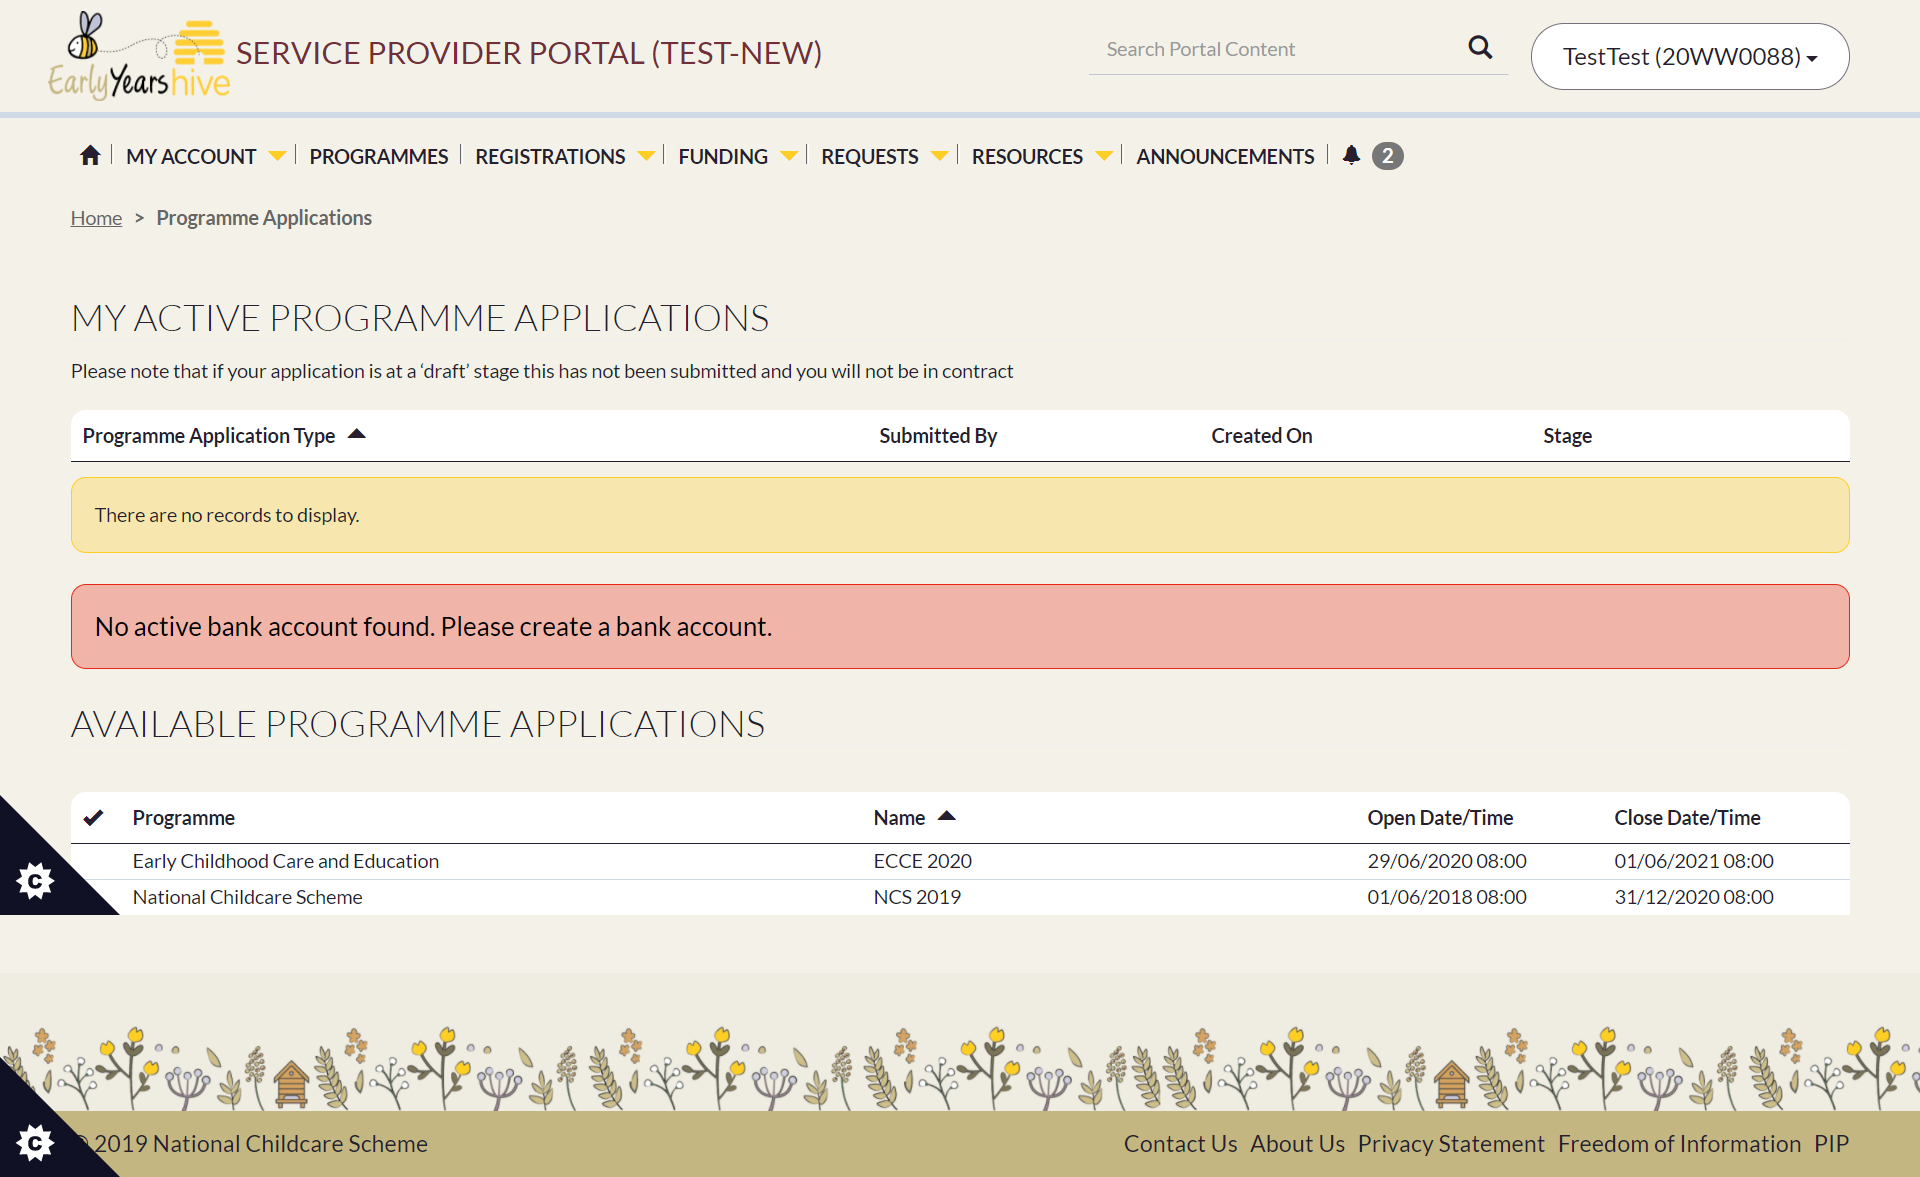 EarlyYearshive
SERVICE PROVIDER PORTAL (TEST-NEW)
Search Portal Content
TestTest (20WW0088)
MY ACCOUNT PROGRAMMES REGISTRATIONS FUNDING REQUESTS RESOURCES ANNOUNCEMENTS 2
Home > Programme Applications
MY ACTIVE PROGRAMME APPLICATIONS
Please note that if your application is at a ‘draft’ stage this has not been submitted and you will not be in contract
Programme Application Type Submitted By Created On Stage
There are no records to display.
No active bank account found. Please create a bank account.
AVAILABLE PROGRAMME APPLICATIONS
Programme Name Open Date/Time Close Date/Time
Early Childhood Care and Education ECCE 2020 29/06/2020 08:00 01/06/2021 08:00
C
National Childcare Scheme NCS 2019 01/06/2018 08:00 31/12/2020 08:00
C
© 2019 National Childcare Scheme Contact Us About Us Privacy Statement Freedom of Information PIP